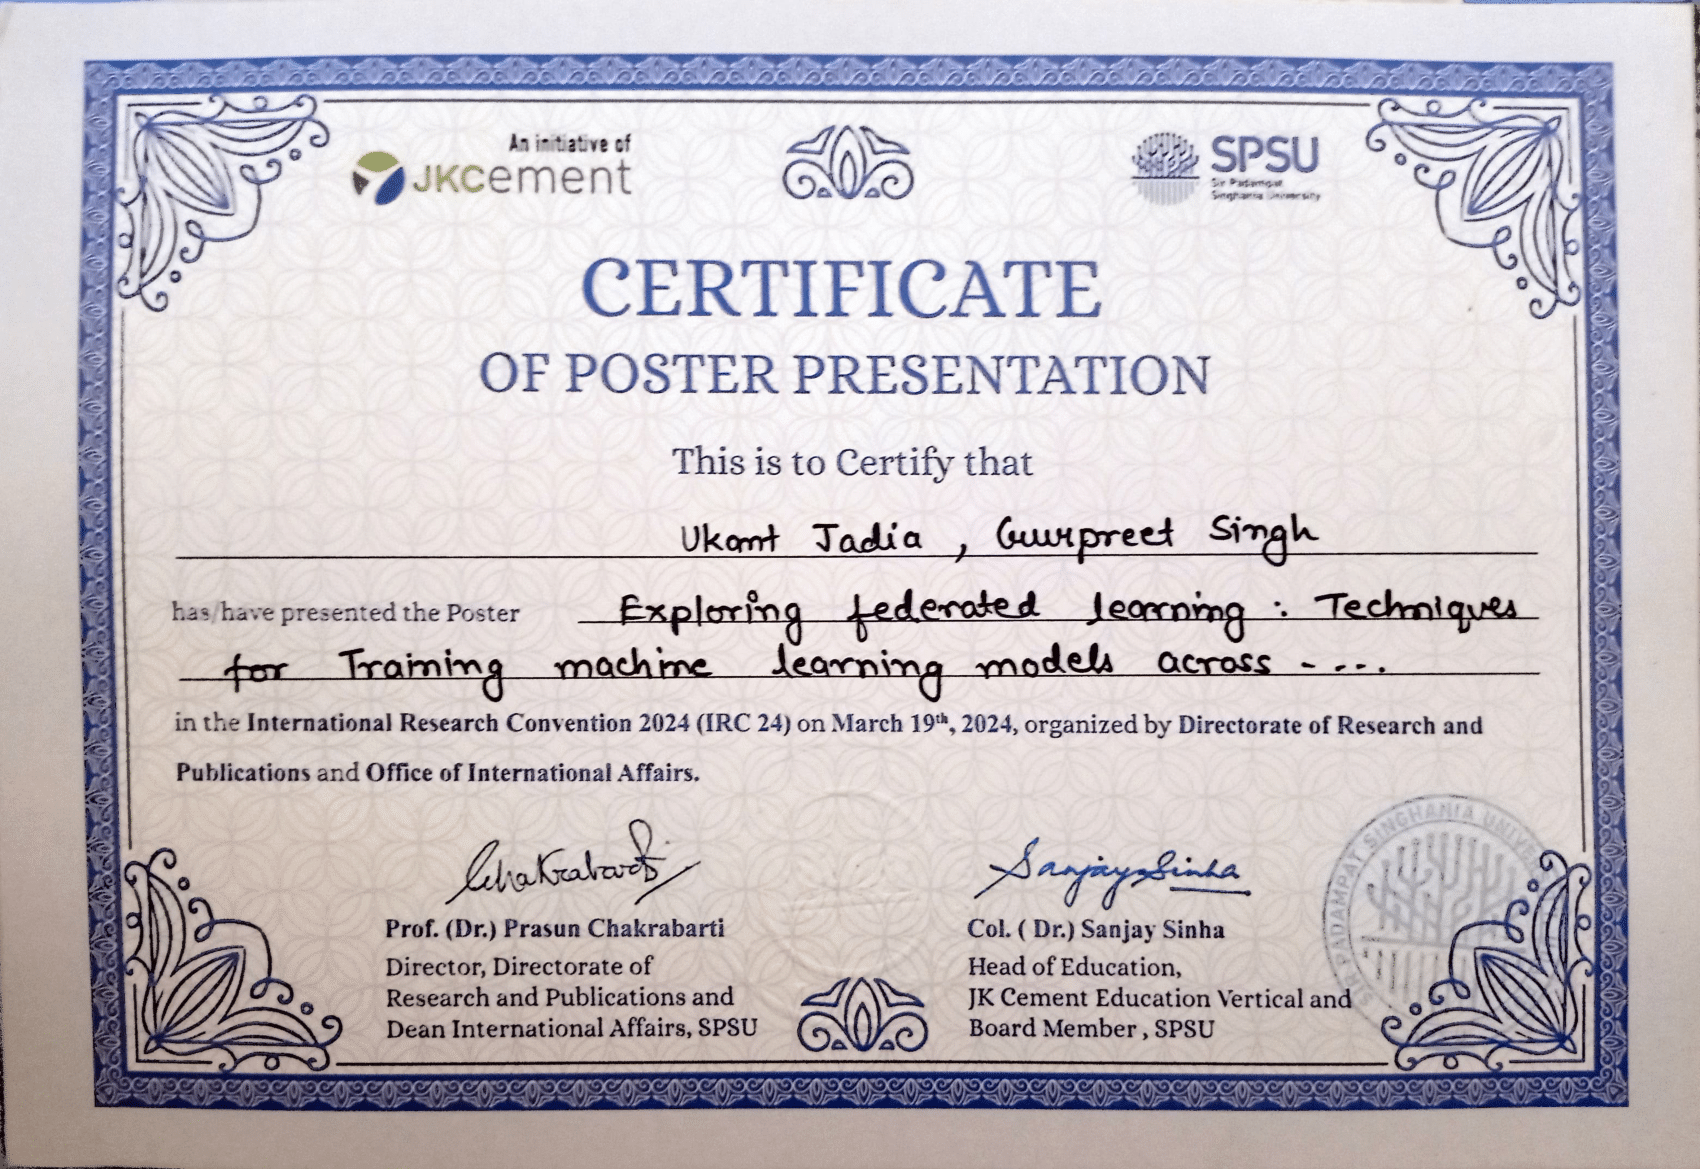 An initiative of
JKCement
SPSU
Sir Padampat
Singhania University
CERTIFICATE
OF POSTER PRESENTATION
This is to Certify that
Ukant Jadia , Gurpreet Singh
has/have presented the Poster Exploring federated learning : Techniques
for Training machine learning models across - ...
in the International Research Convention 2024 (IRC 24) on March 19th, 2024, organized by Directorate of Research and
Publications and Office of International Affairs.
Chakrabarti
Prof. (Dr.) Prasun Chakrabarti
Director, Directorate of
Research and Publications and
Dean International Affairs, SPSU
Sanjay Sinha
Col. ( Dr.) Sanjay Sinha
Head of Education,
JK Cement Education Vertical and
Board Member , SPSU
SIR PADAMPAT SINGHANIA UNIVE